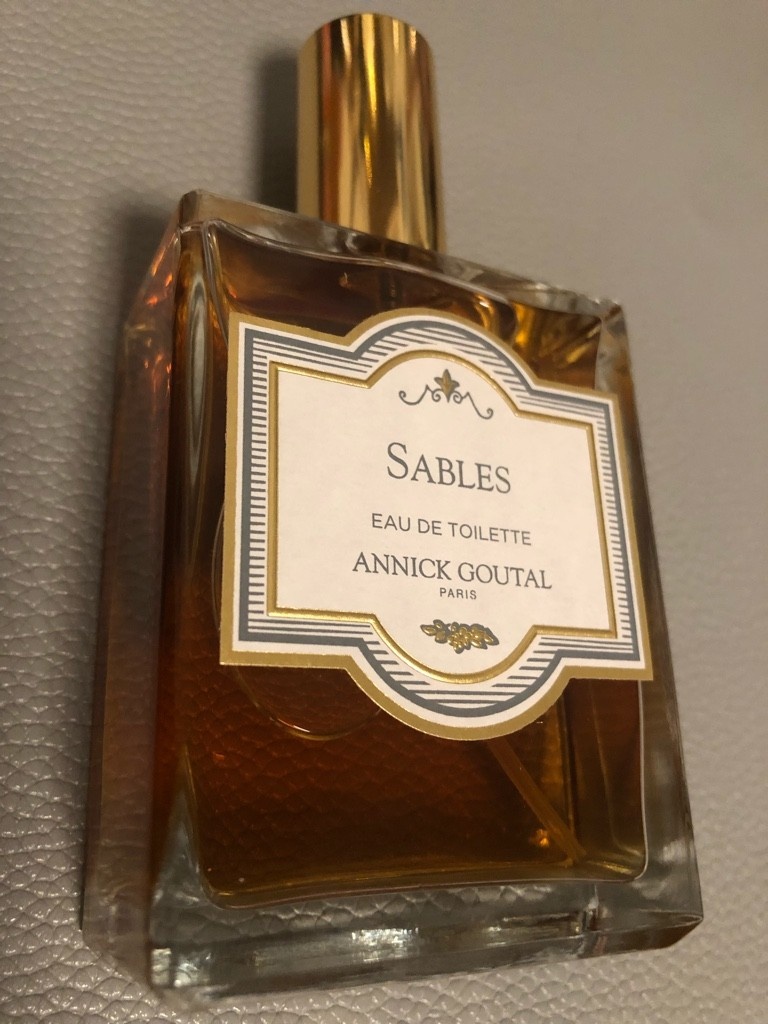 SABLES
EAU DE TOILETTE
ANNICK GOUTAL
PARIS